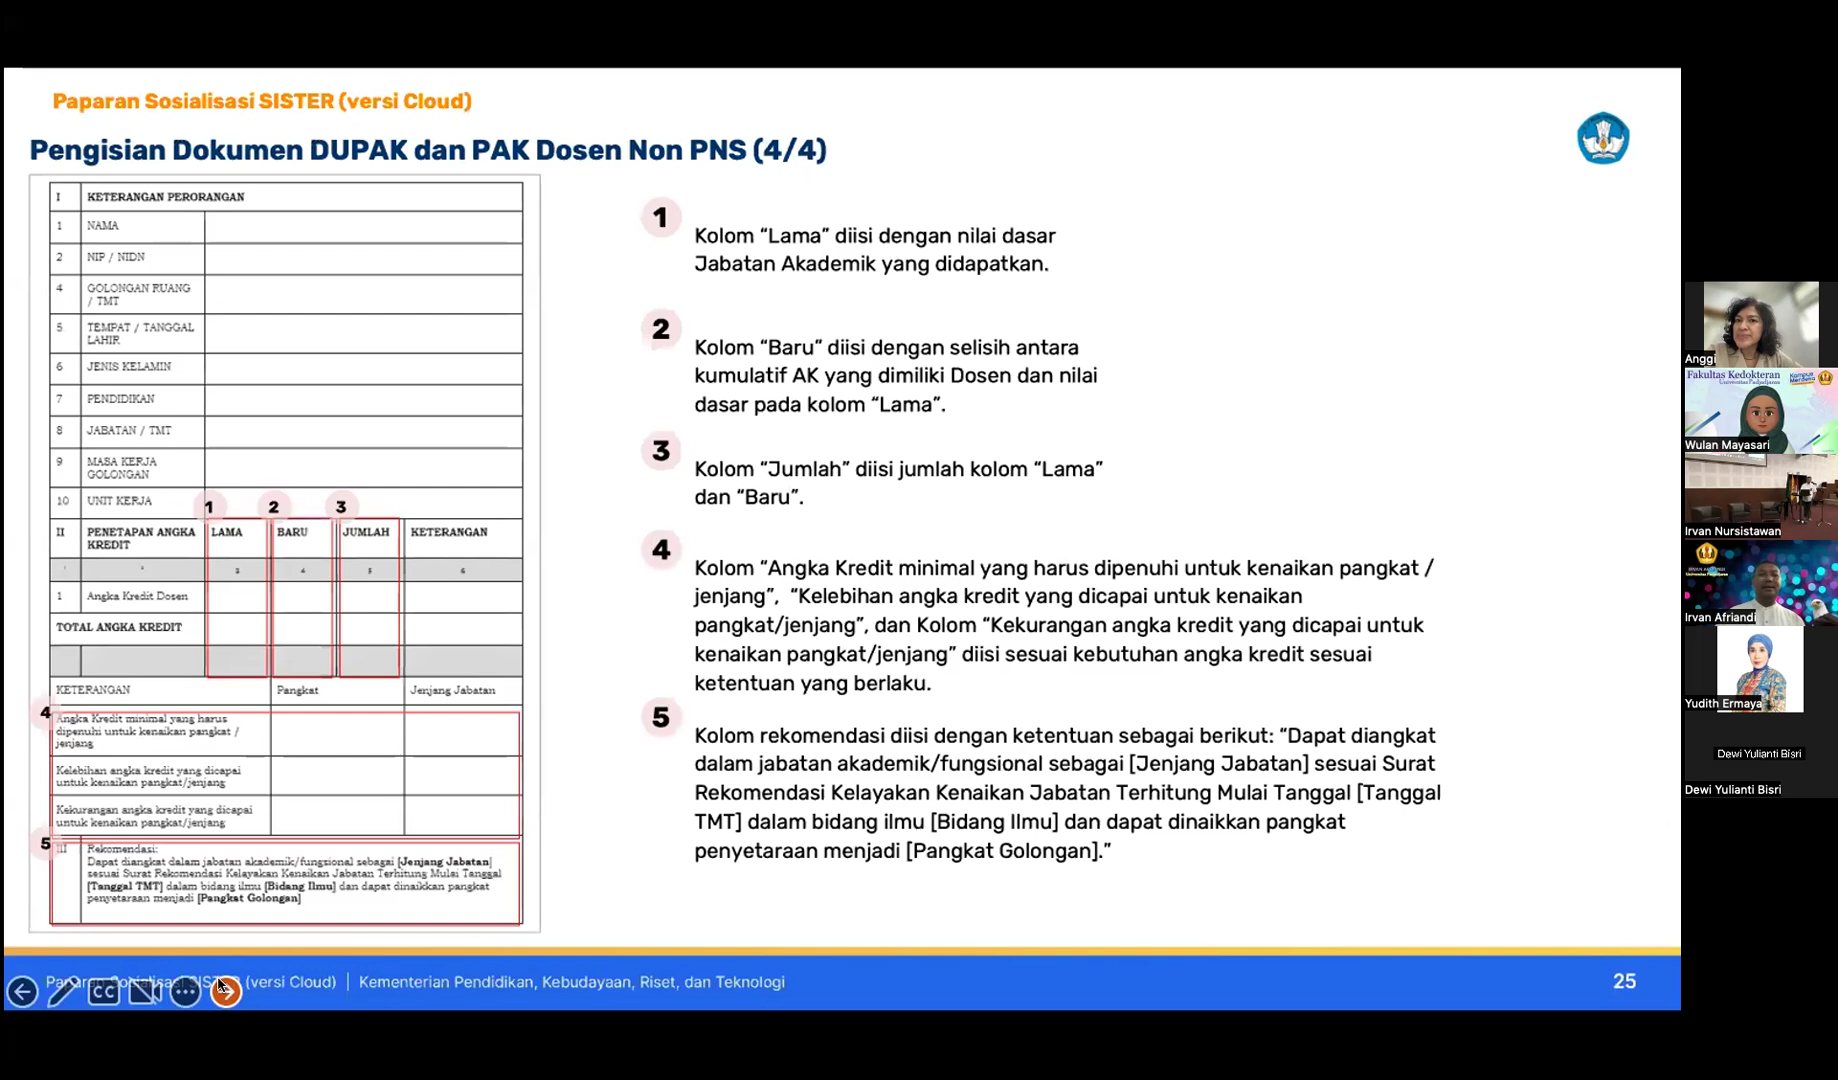 Paparan Sosialisasi SISTER (versi Cloud)
Pengisian Dokumen DUPAK dan PAK Dosen Non PNS (4/4)
I KETERANGAN PERORANGAN
1 NAMA
2 NIP / NIDN
4 GOLONGAN RUANG
/ TMT
5 TEMPAT / TANGGAL
LAHIR
6 JENIS KELAMIN
7 PENDIDIKAN
8 JABATAN / TMT
9 MASA KERJA
GOLONGAN
10 UNIT KERJA
1 2 3
II PENETAPAN ANGKA KREDIT LAMA BARU JUMLAH KETERANGAN
3 4 5 6
1 Angka Kredit Dosen
TOTAL ANGKA KREDIT
KETERANGAN Pangkat Jenjang Jabatan
4
Angka Kredit minimal yang harus
dipenuhi untuk kenaikan pangkat /
jenjang
Kelebihan angka kredit yang dicapai
untuk kenaikan pangkat/jenjang
Kekurangan angka kredit yang dicapai
untuk kenaikan pangkat/jenjang
5
III Rekomendasi:
Dapat diangkat dalam jabatan akademik/fungsional sebagai [Jenjang Jabatan]
sesuai Surat Rekomendasi Kelayakan Kenaikan Jabatan Terhitung Mulai Tanggal
[Tanggal TMT] dalam bidang ilmu [Bidang Ilmu] dan dapat dinaikkan pangkat
penyetaraan menjadi [Pangkat Golongan]
1
Kolom “Lama” diisi dengan nilai dasar
Jabatan Akademik yang didapatkan.
2
Kolom “Baru” diisi dengan selisih antara
kumulatif AK yang dimiliki Dosen dan nilai
dasar pada kolom “Lama”.
3
Kolom “Jumlah” diisi jumlah kolom “Lama”
dan “Baru”.
4
Kolom “Angka Kredit minimal yang harus dipenuhi untuk kenaikan pangkat /
jenjang”, “Kelebihan angka kredit yang dicapai untuk kenaikan
pangkat/jenjang”, dan Kolom “Kekurangan angka kredit yang dicapai untuk
kenaikan pangkat/jenjang” diisi sesuai kebutuhan angka kredit sesuai
ketentuan yang berlaku.
5
Kolom rekomendasi diisi dengan ketentuan sebagai berikut: “Dapat diangkat
dalam jabatan akademik/fungsional sebagai [Jenjang Jabatan] sesuai Surat
Rekomendasi Kelayakan Kenaikan Jabatan Terhitung Mulai Tanggal [Tanggal
TMT] dalam bidang ilmu [Bidang Ilmu] dan dapat dinaikkan pangkat
penyetaraan menjadi [Pangkat Golongan].”
Paparan Sosialisasi SISTER (versi Cloud) | Kementerian Pendidikan, Kebudayaan, Riset, dan Teknologi
25
CC
Anggi
Fakultas Kedokteran
Universitas Padjadjaran
Kampus
Merdeka
Wulan Mayasari
Irvan Nursistawan
Irvan Afriandi
Yudith Ermaya
Dewi Yulianti Bisri
Dewi Yulianti Bisri